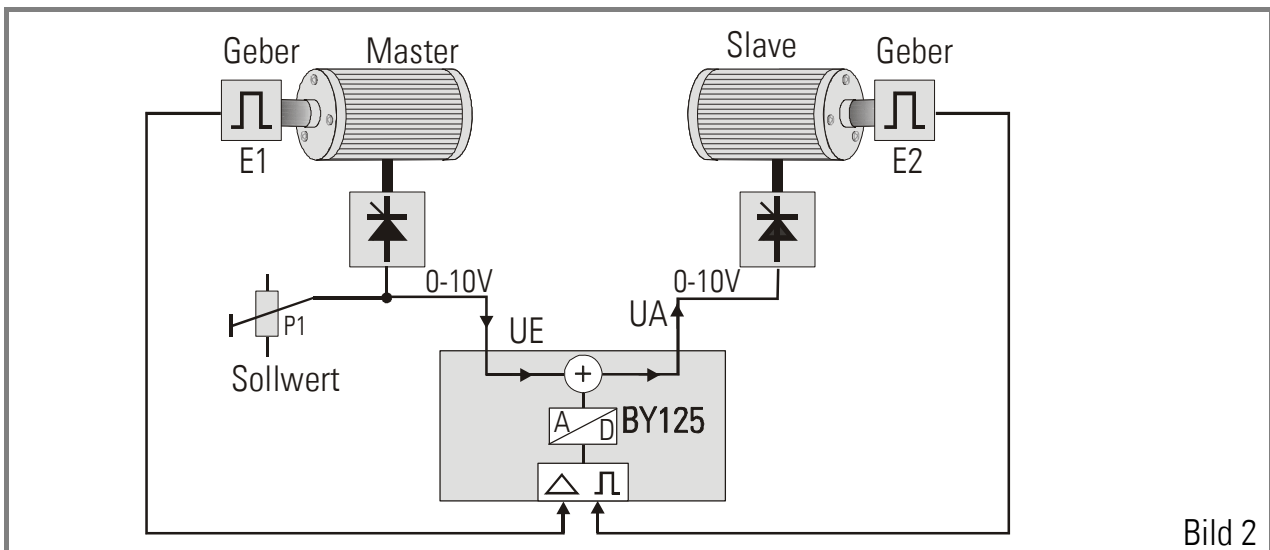 Geber
Master
Slave
Geber
E1
E2
0-10V
0-10V
P1
UE
UA
Sollwert
+
A
D
BY125
Bild 2